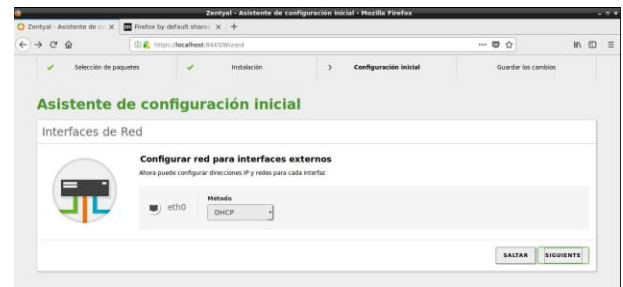 Zentyal - Asistente de configuración inicial - Mozilla Firefox
Zentyal - Asistente de co X Firefox by default shares X +
https://localhost:8443/Wizard
Selección de paquetes Instalación Configuración inicial Guardar los cambios
Asistente de configuración inicial
Interfaces de Red
Configurar red para interfaces externos
Ahora puede configurar direcciones IP y redes para cada interfaz
Método
eth0 DHCP
SALTAR SIGUIENTE